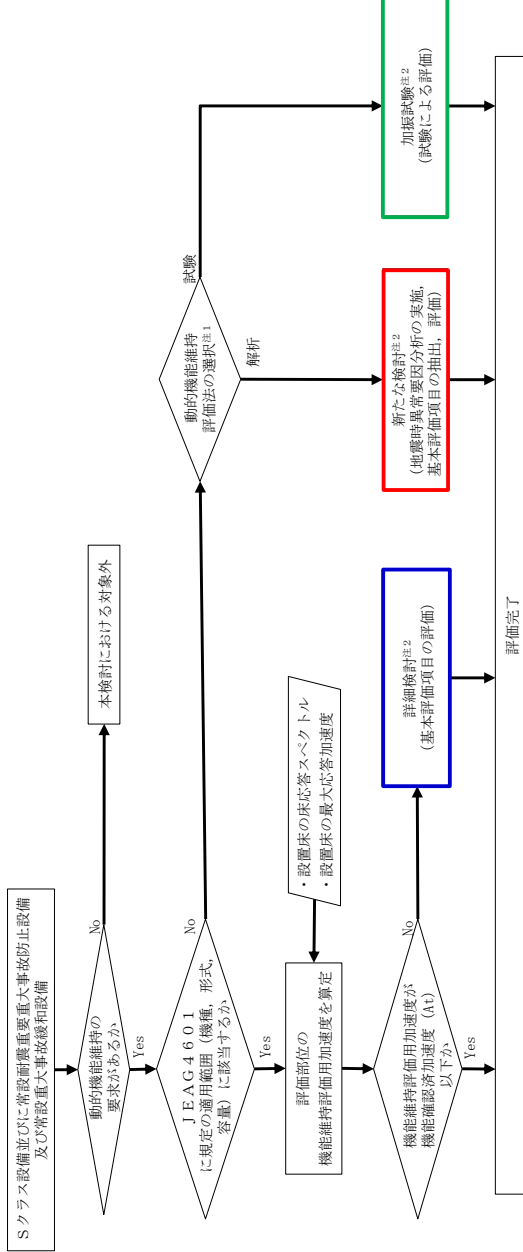 Sクラス設備並びに常設耐震重要重大事故防止設備
及び常設重大事故緩和設備
動的機能維持の
要求があるか
No
本検討における対象外
Yes
JEAG4601
に規定の適用範囲(機種,形式,
容量)に該当するか
No
動的機能維持
評価法の選択注1
試験
解析
Yes
評価部位の
機能維持評価用加速度を算定
・設置床の床応答スペクトル
・設置床の最大応答加速度
機能維持評価用加速度が
機能確認済加速度(At)
以下か
No
Yes
詳細検討注2
(基本評価項目の評価)
新たな検討注2
(地震時異常要因分析の実施,
基本評価項目の抽出,評価)
加振試験注2
(試験による評価)
評価完了